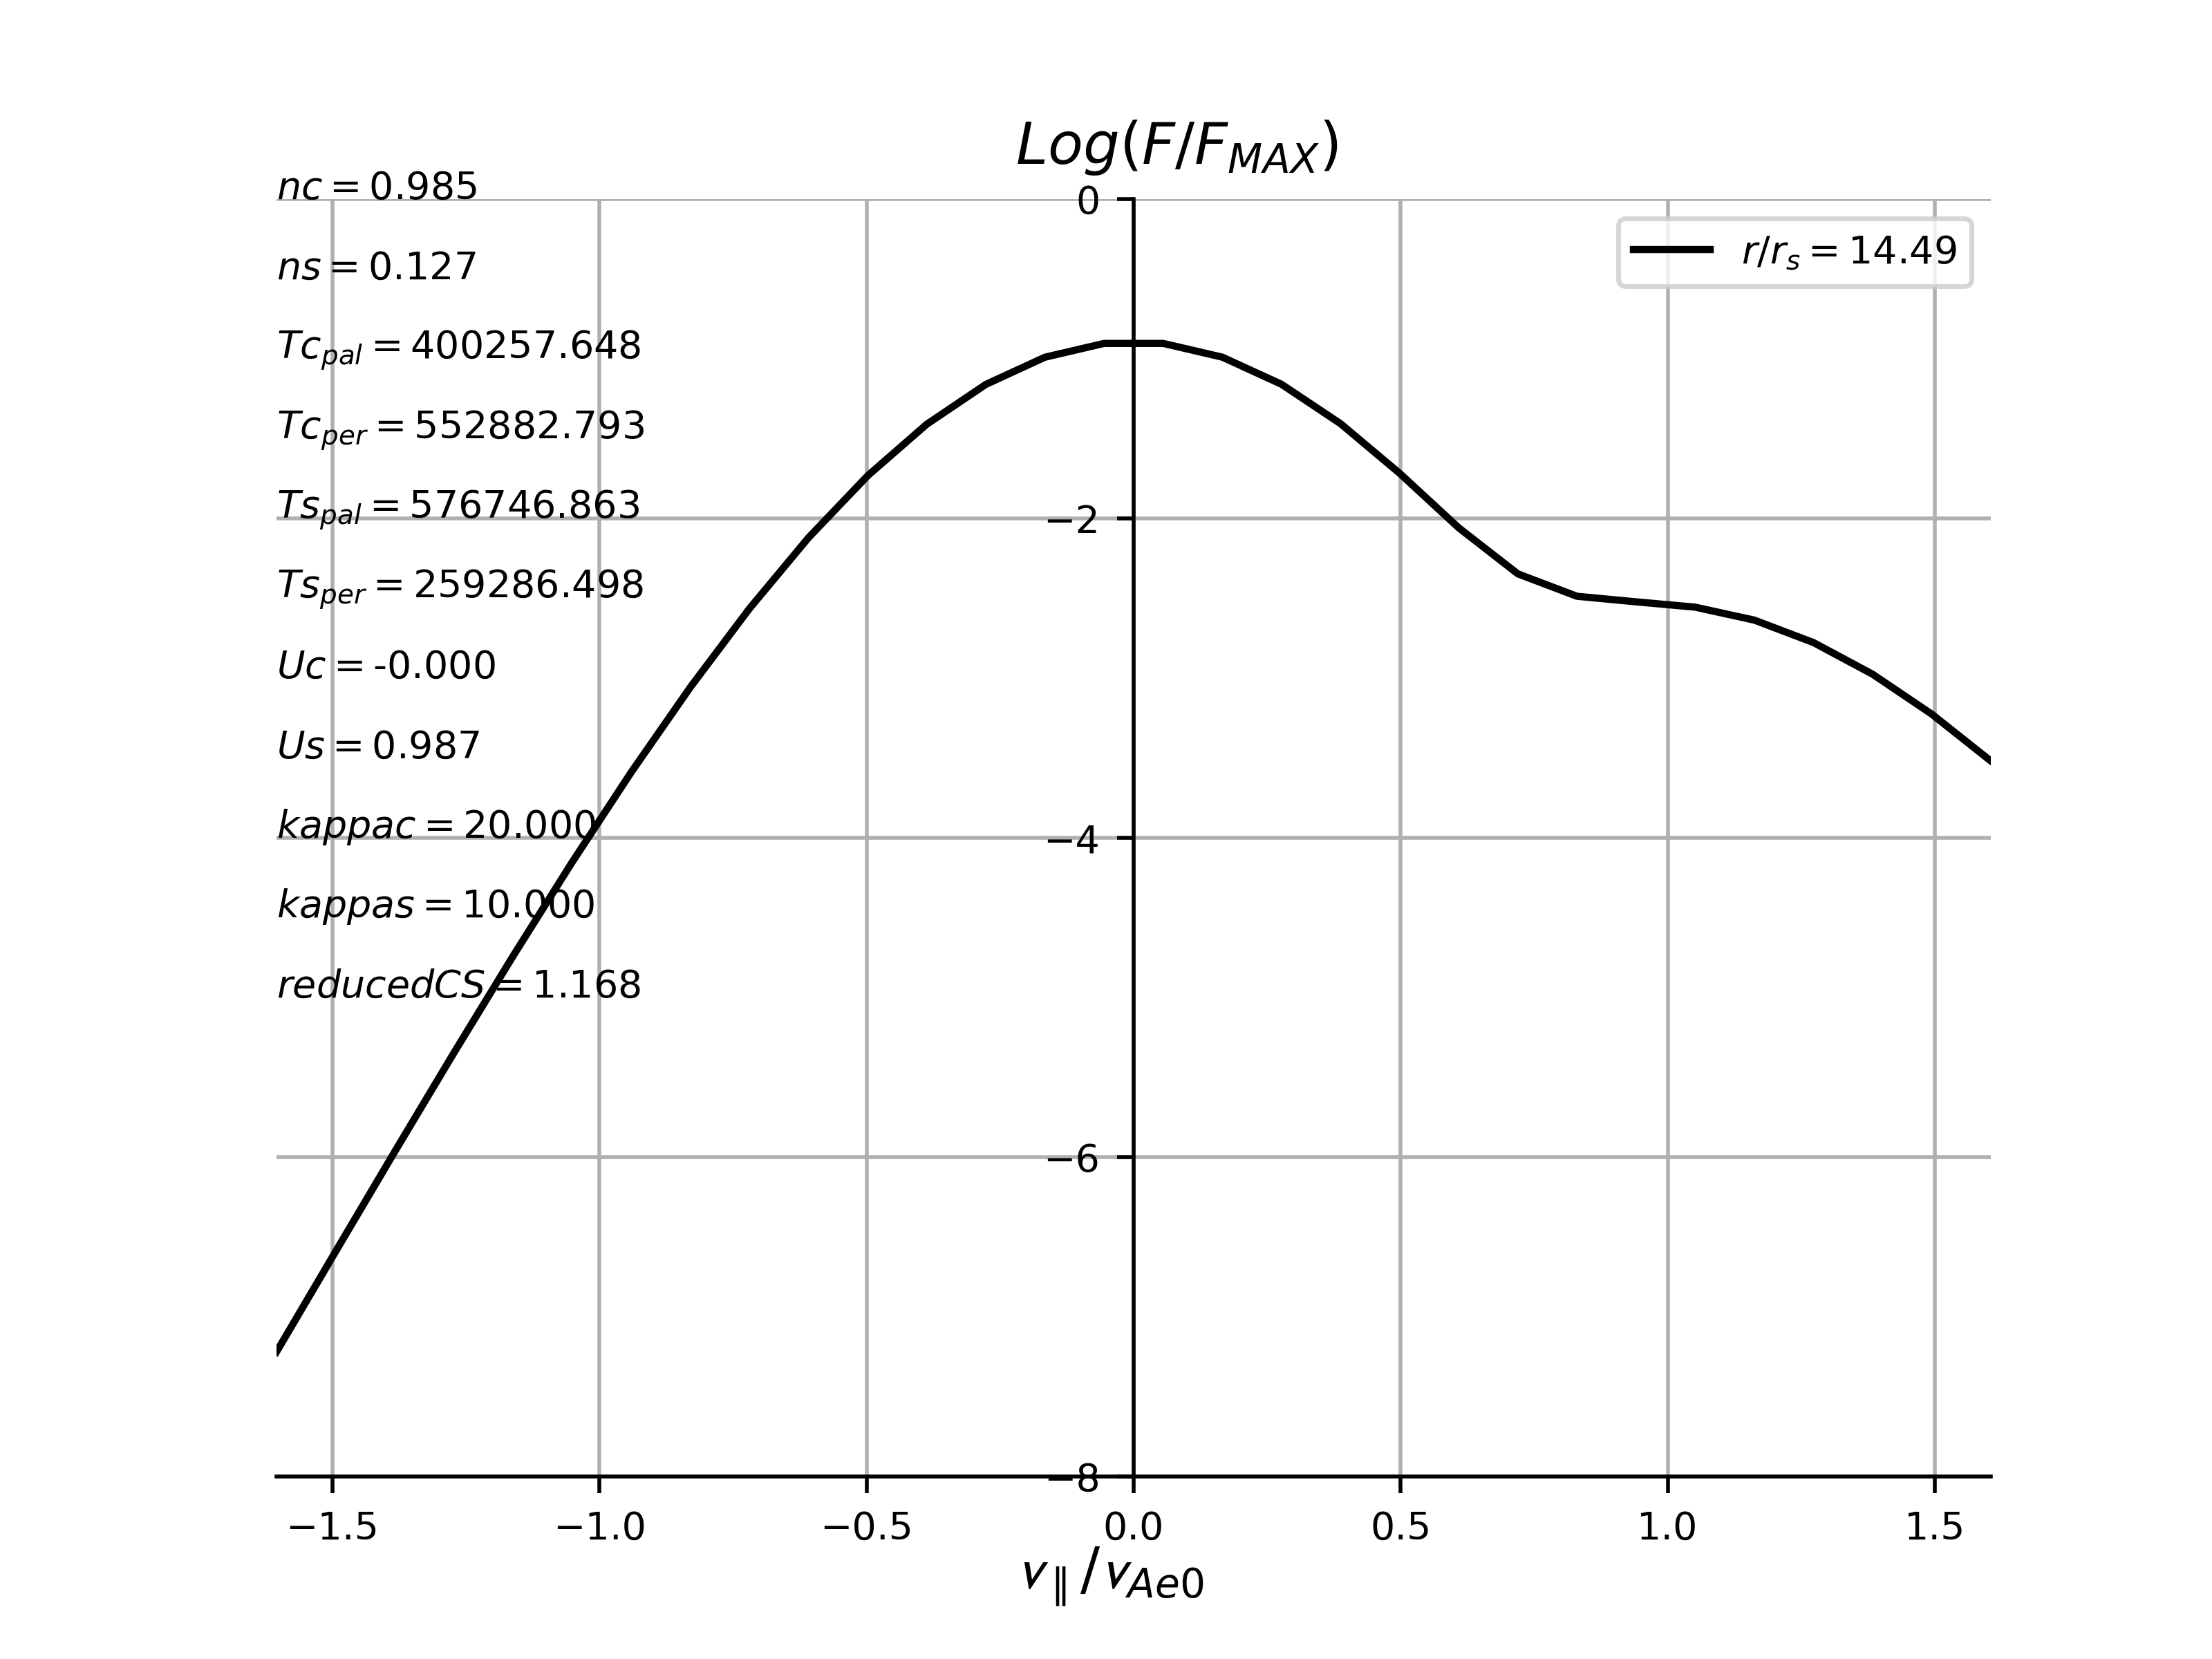 Log(F/F_MAX)
nc = 0.985
ns = 0.127
Tc_pal = 400257.648
Tc_per = 552882.793
Ts_pal = 576746.863
Ts_per = 259286.498
Uc = -0.000
Us = 0.987
kappac = 20.000
kappas = 10.000
reducedCS = 1.168
r/r_s = 14.49
0
−2
−4
−6
−8
−1.5 −1.0 −0.5 0.0 0.5 1.0 1.5
v_∥/v_Ae0